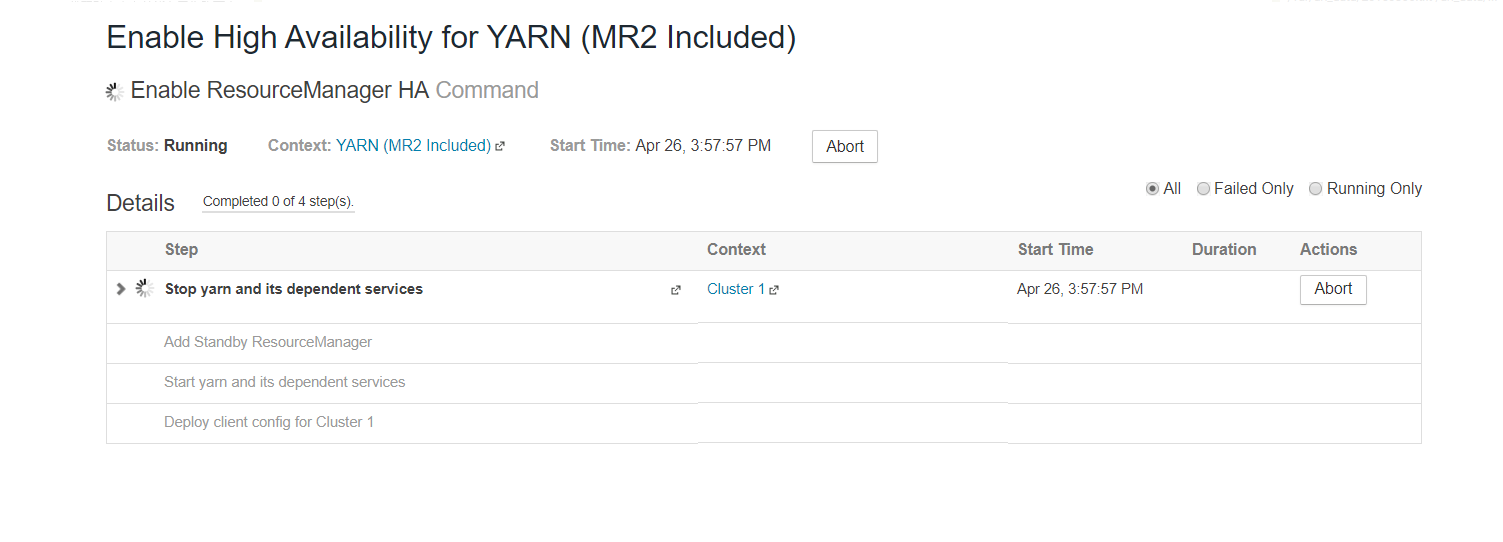 Enable High Availability for YARN (MR2 Included)
Enable ResourceManager HA Command
Status: Running Context: YARN (MR2 Included) Start Time: Apr 26, 3:57:57 PM Abort
All Failed Only Running Only
Details Completed 0 of 4 step(s).
Step Context Start Time Duration Actions
Stop yarn and its dependent services Cluster 1 Apr 26, 3:57:57 PM Abort
Add Standby ResourceManager
Start yarn and its dependent services
Deploy client config for Cluster 1